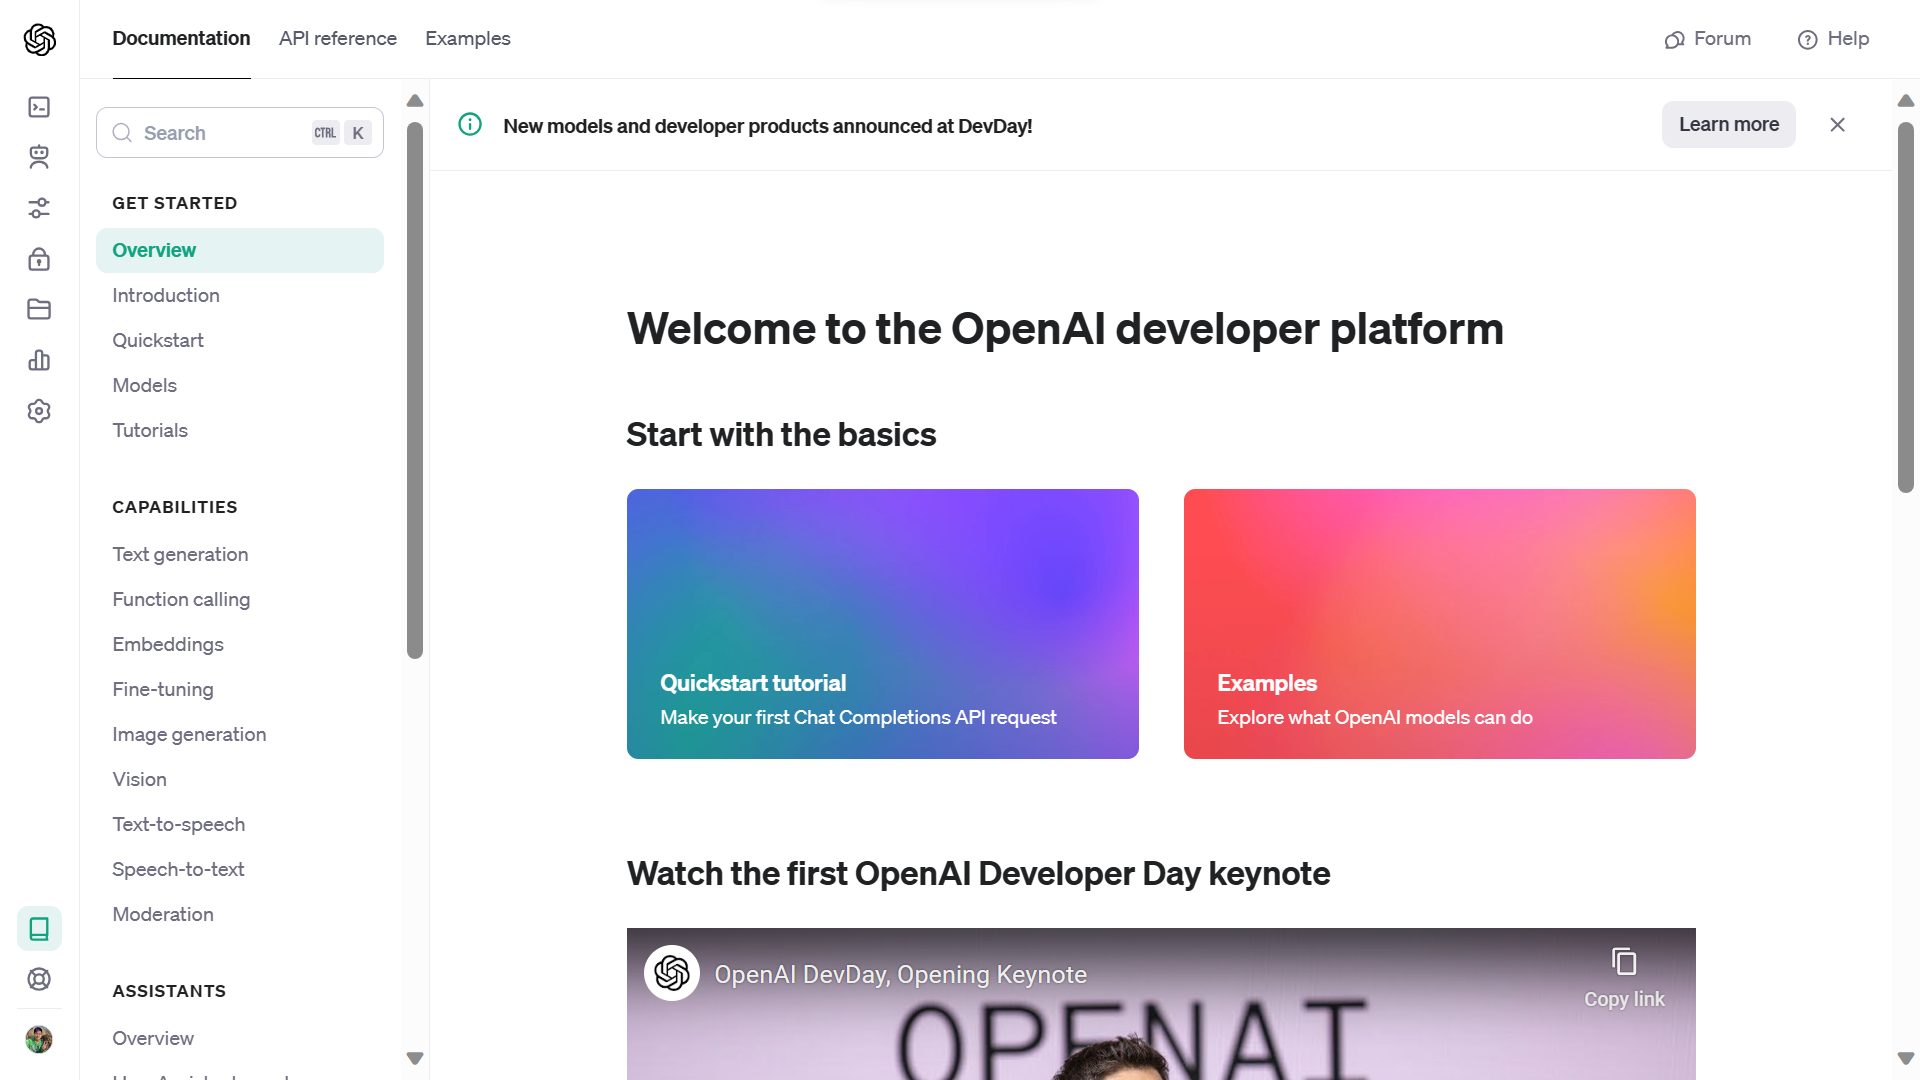 Documentation
API reference
Examples
Forum
Help
Search
CTRL K
GET STARTED
Overview
Introduction
Quickstart
Models
Tutorials
CAPABILITIES
Text generation
Function calling
Embeddings
Fine-tuning
Image generation
Vision
Text-to-speech
Speech-to-text
Moderation
ASSISTANTS
Overview
New models and developer products announced at DevDay!
Learn more
Welcome to the OpenAI developer platform
Start with the basics
Quickstart tutorial
Make your first Chat Completions API request
Examples
Explore what OpenAI models can do
Watch the first OpenAI Developer Day keynote
OpenAI DevDay, Opening Keynote
Copy link
OPENAI